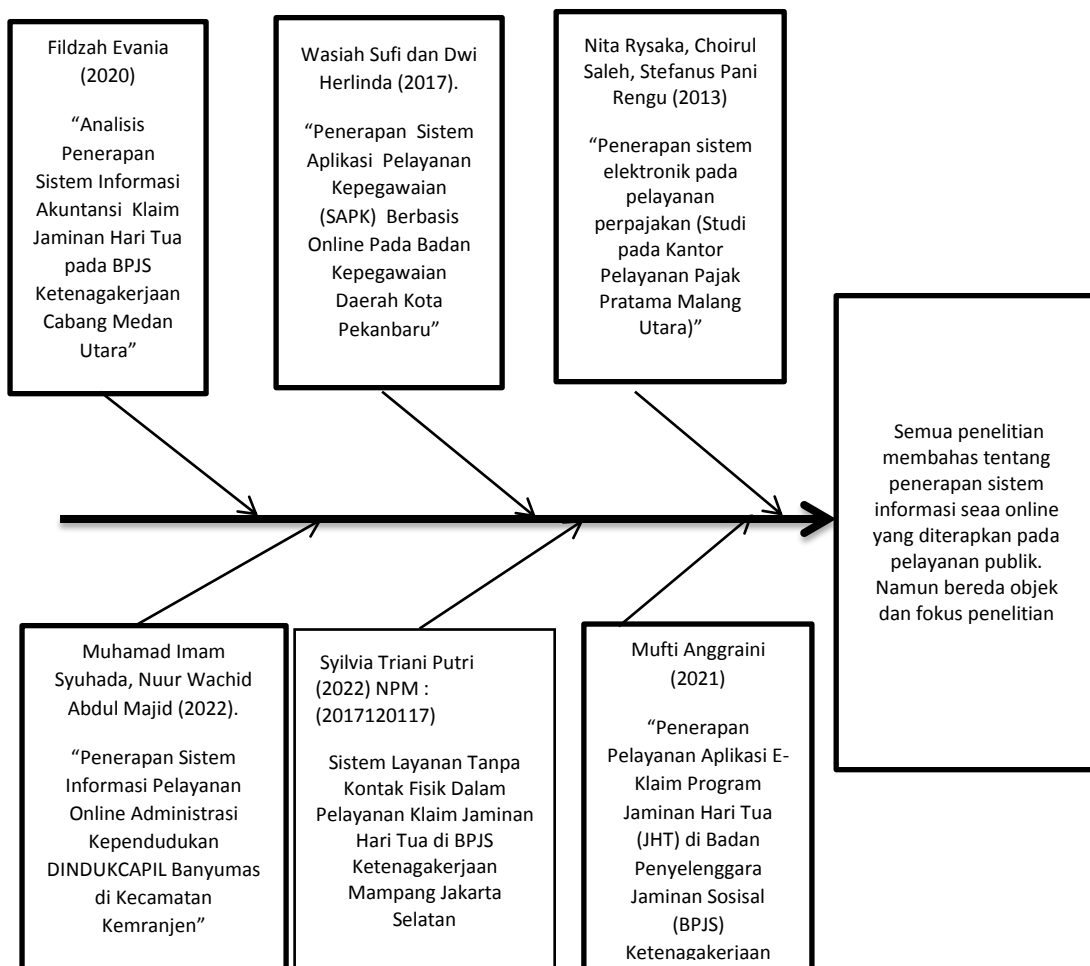 Fildzah Evania
(2020)
“Analisis
Penerapan
Sistem Informasi
Akuntansi Klaim
Jaminan Hari Tua
pada BPJS
Ketenagakerjaan
Cabang Medan
Utara”
Wasiah Sufi dan Dwi
Herlinda (2017).
“Penerapan Sistem
Aplikasi Pelayanan
Kepegawaian
(SAPK) Berbasis
Online Pada Badan
Kepegawaian
Daerah Kota
Pekanbaru”
Nita Rysaka, Choirul
Saleh, Stefanus Pani
Rengu (2013)
“Penerapan sistem
elektronik pada
pelayanan
perpajakan (Studi
pada Kantor
Pelayanan Pajak
Pratama Malang
Utara)”
Semua penelitian
membahas tentang
penerapan sistem
informasi seaa online
yang diterapkan pada
pelayanan publik.
Namun bereda objek
dan fokus penelitian
Muhamad Imam
Syuhada, Nuur Wachid
Abdul Majid (2022).
“Penerapan Sistem
Informasi Pelayanan
Online Administrasi
Kependudukan
DINDUKCAPIL Banyumas
di Kecamatan
Kemranjen”
Syilvia Triani Putri
(2022) NPM :
(2017120117)
Sistem Layanan Tanpa
Kontak Fisik Dalam
Pelayanan Klaim Jaminan
Hari Tua di BPJS
Ketenagakerjaan
Mampang Jakarta
Selatan
Mufti Anggraini
(2021)
“Penerapan
Pelayanan Aplikasi E-
Klaim Program
Jaminan Hari Tua
(JHT) di Badan
Penyelenggara
Jaminan Sosisal
(BPJS)
Ketenagakerjaan